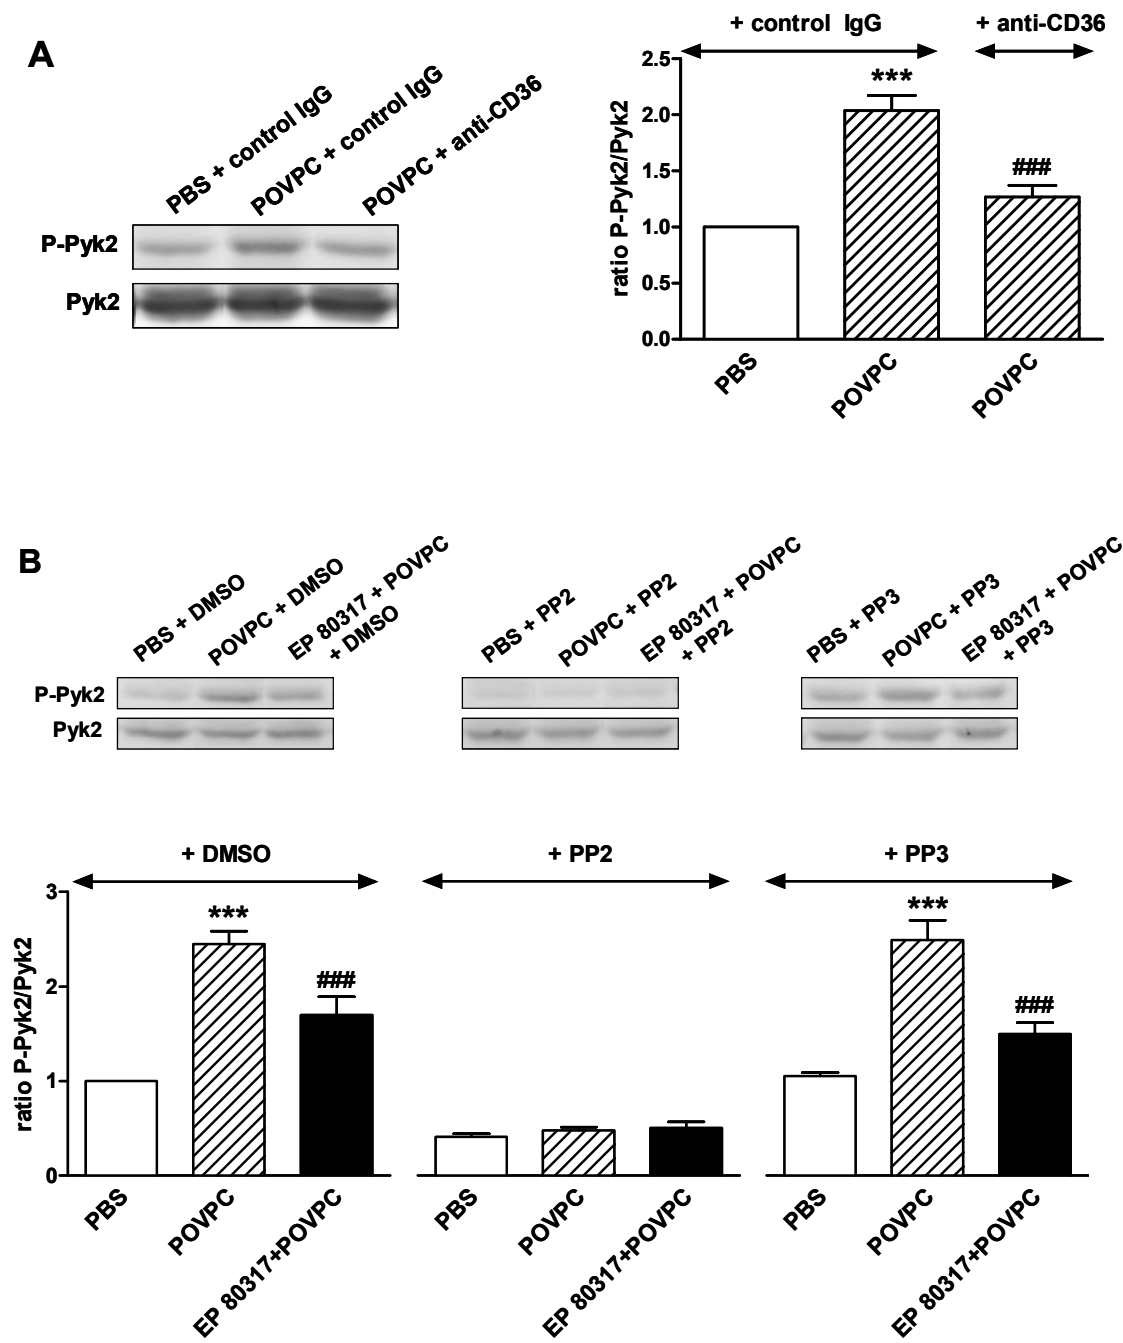 A
PBS + control IgG
POVPC + control IgG
POVPC + anti-CD36
P-Pyk2
Pyk2
+ control IgG
+ anti-CD36
ratio P-Pyk2/Pyk2
2.5
2.0
1.5
1.0
0.5
0.0
***
###
PBS
POVPC
POVPC
B
PBS + DMSO
POVPC + DMSO
EP 80317 + POVPC
+ DMSO
PBS + PP2
POVPC + PP2
EP 80317 + POVPC
+ PP2
PBS + PP3
POVPC + PP3
EP 80317 + POVPC
+ PP3
P-Pyk2
Pyk2
+ DMSO
+ PP2
+ PP3
ratio P-Pyk2/Pyk2
3
2
1
0
***
###
***
###
PBS
POVPC
EP 80317+POVPC
PBS
POVPC
EP 80317+POVPC
PBS
POVPC
EP 80317+POVPC